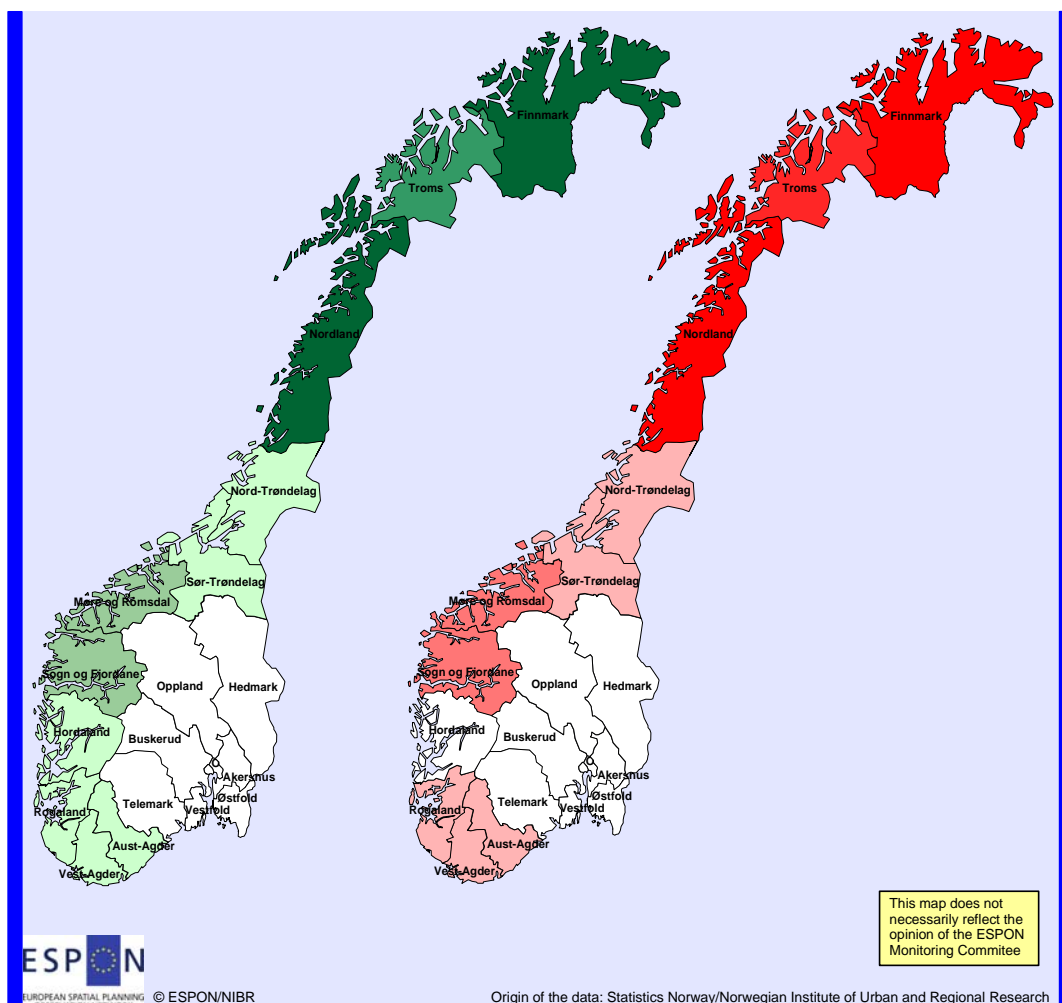 Finnmark
Troms
Nordland
Nord-Trøndelag
Sør-Trøndelag
Møre og Romsdal
Sogn og Fjordane
Oppland
Hedmark
Hordaland
Buskerud
Akersnus
Telemark
Østfold
Vestfold
Rogaland
Aust-Agder
Vest-Agder
Finnmark
Troms
Nordland
Nord-Trøndelag
Sør-Trøndelag
Møre og Romsdal
Sogn og Fjordane
Oppland
Hedmark
Hordaland
Buskerud
Akersnus
Telemark
Østfold
Vestfold
Rogaland
Aust-Agder
Vest-Agder
This map does not
necessarily reflect the
opinion of the ESPON
Monitoring Commitee
ESPON
EUROPEAN SPATIAL PLANNING
© ESPON/NIBR
Origin of the data: Statistics Norway/Norwegian Institute of Urban and Regional Research